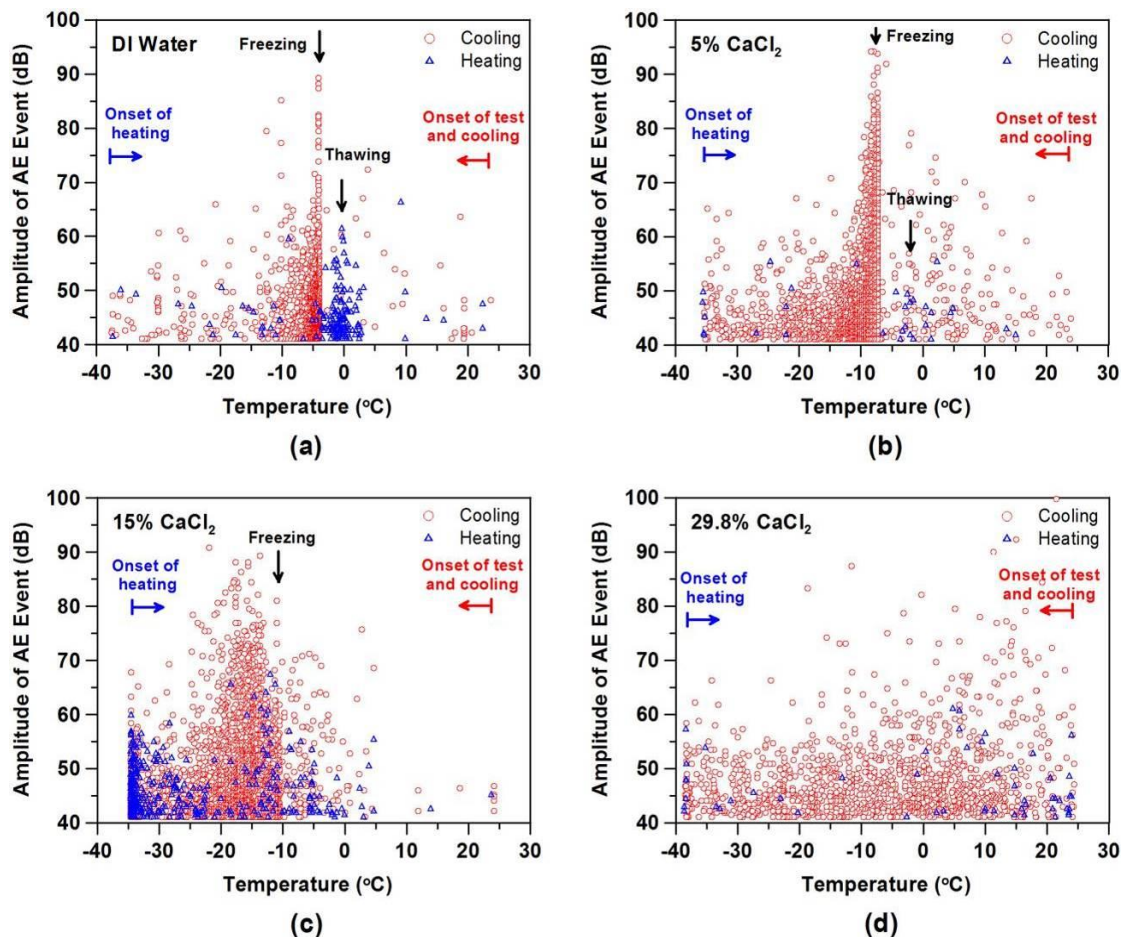 DI Water
Freezing
Cooling
Heating
Onset of heating
Onset of test and cooling
Thawing
100
90
80
70
60
50
40
Amplitude of AE Event (dB)
-40 -30 -20 -10 0 10 20 30
Temperature (°C)
(a)
5% CaCl₂
Freezing
Cooling
Heating
Onset of heating
Onset of test and cooling
Thawing
100
90
80
70
60
50
40
Amplitude of AE Event (dB)
-40 -30 -20 -10 0 10 20 30
Temperature (°C)
(b)
15% CaCl₂
Freezing
Cooling
Heating
Onset of heating
Onset of test and cooling
100
90
80
70
60
50
40
Amplitude of AE Event (dB)
-40 -30 -20 -10 0 10 20 30
Temperature (°C)
(c)
29.8% CaCl₂
Cooling
Heating
Onset of heating
Onset of test and cooling
100
90
80
70
60
50
40
Amplitude of AE Event (dB)
-40 -30 -20 -10 0 10 20 30
Temperature (°C)
(d)